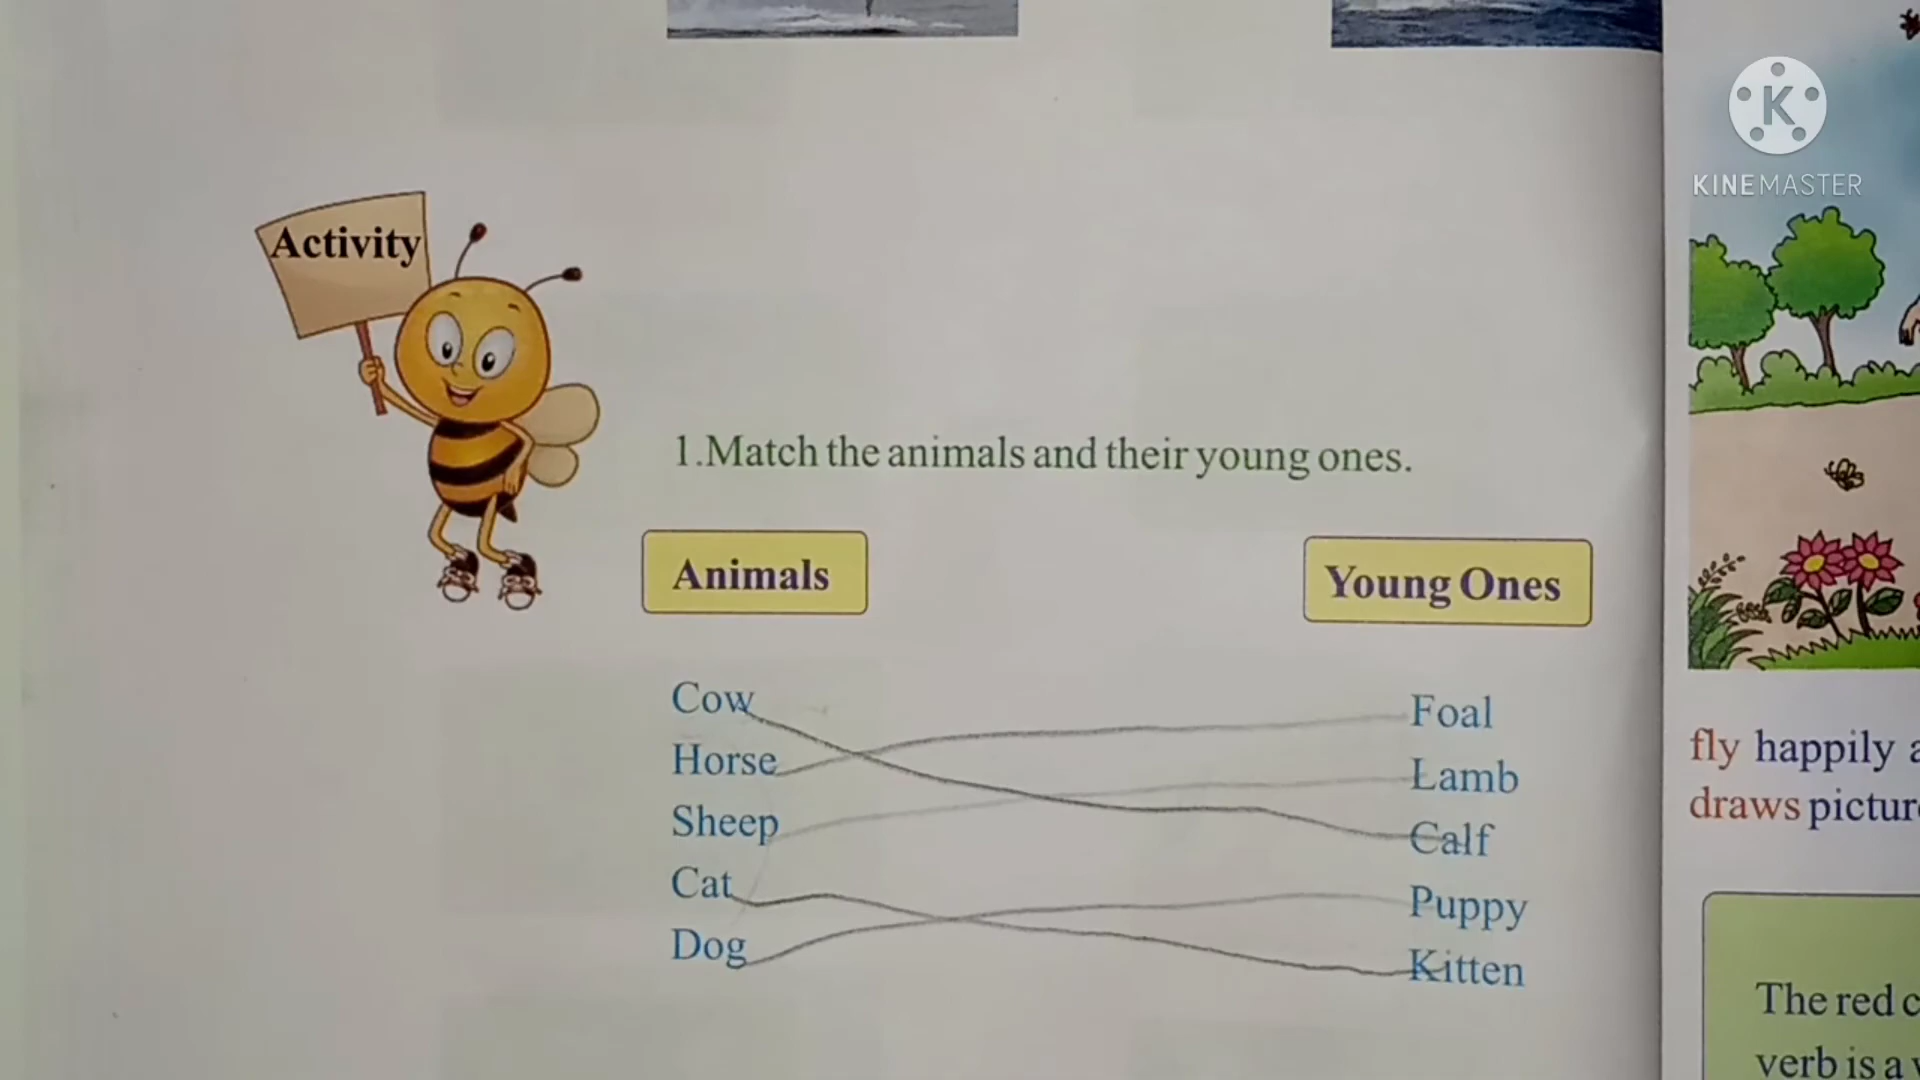 KINEMASTER
Activity
1.Match the animals and their young ones.
Animals
Young Ones
Cow
Foal
Horse
Lamb
Sheep
Calf
Cat
Puppy
Dog
Kitten
fly happily
draws
The red
verb is a